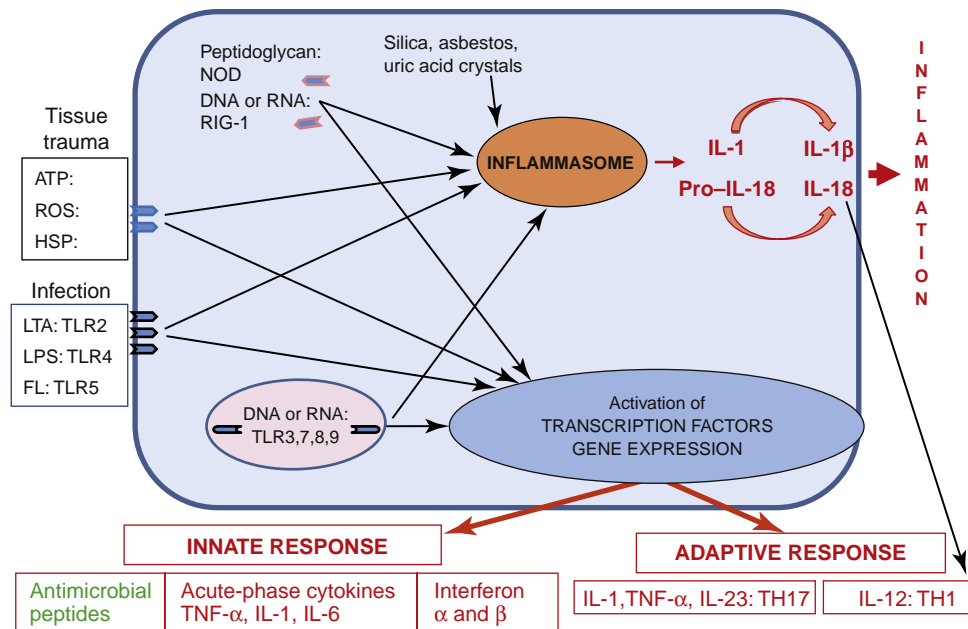 Peptidoglycan:
NOD
DNA or RNA:
RIG-1
Silica, asbestos,
uric acid crystals
Tissue
trauma
ATP:
ROS:
HSP:
Infection
LTA: TLR2
LPS: TLR4
FL: TLR5
INFLAMMASOME
IL-1
IL-1β
Pro–IL-18
IL-18
INFLAMMATION
DNA or RNA:
TLR3,7,8,9
Activation of
TRANSCRIPTION FACTORS
GENE EXPRESSION
INNATE RESPONSE
Antimicrobial
peptides
Acute-phase cytokines
TNF-α, IL-1, IL-6
Interferon
α and β
ADAPTIVE RESPONSE
IL-1,TNF-α, IL-23: TH17
IL-12: TH1